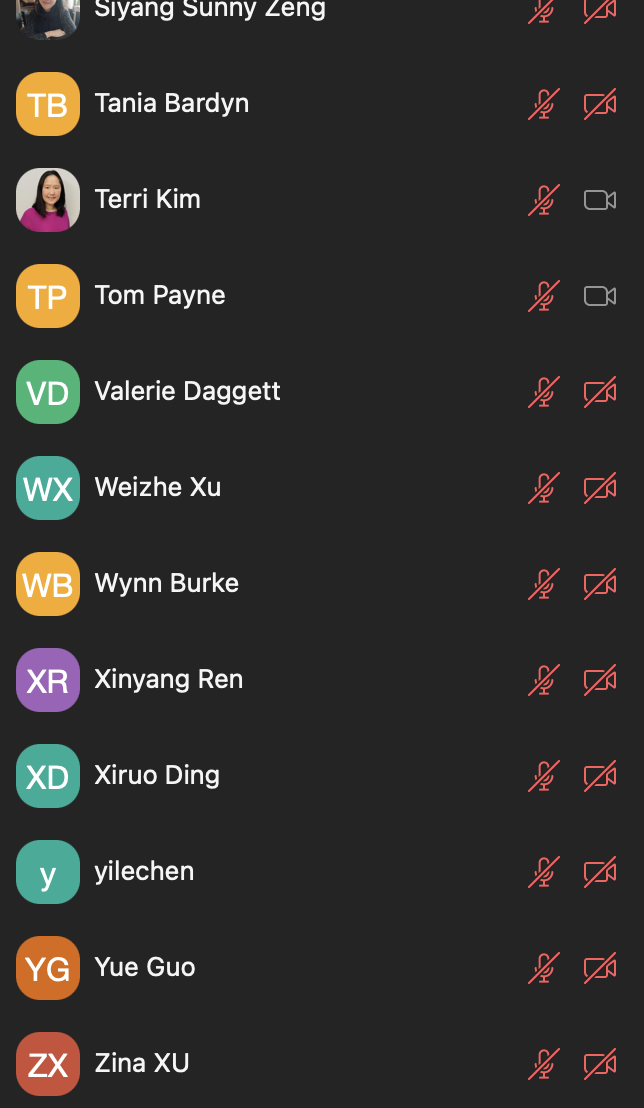 Siyang Sunny Zeng
TB Tania Bardyn
Terri Kim
TP Tom Payne
VD Valerie Daggett
WX Weizhe Xu
WB Wynn Burke
XR Xinyang Ren
XD Xiruo Ding
y yilechen
YG Yue Guo
ZX Zina XU